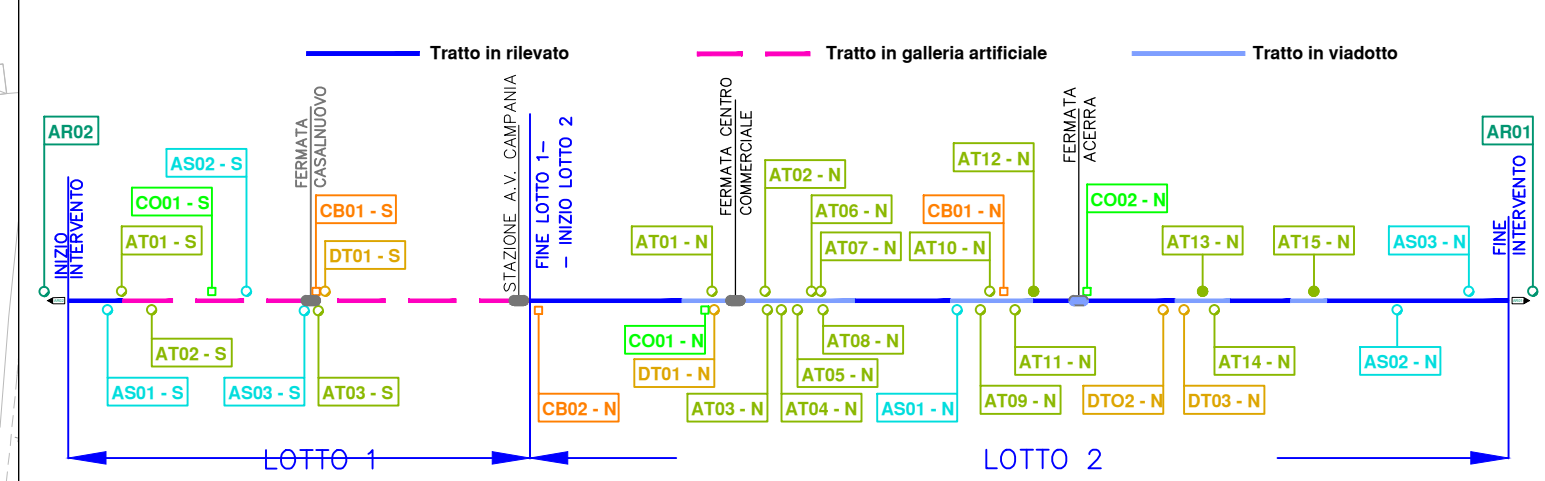 Tratto in rilevato
Tratto in galleria artificiale
Tratto in viadotto
AR02
INIZIO
INTERVENTO
AT01 - S
CO01 - S
AS02 - S
FERMATA
CASALNUOVO
CB01 - S
DT01 - S
STAZIONE A.V. CAMPANIA
FINE LOTTO 1-
- INIZIO LOTTO 2
AT01 - N
FERMATA CENTRO
COMMERCIALE
AT02 - N
AT06 - N
AT07 - N
CB01 - N
AT10 - N
AT12 - N
FERMATA
ACERRA
CO02 - N
AT13 - N
AT15 - N
AS03 - N
FINE
INTERVENTO
AR01
AS01 - S
AT02 - S
AS03 - S
AT03 - S
CB02 - N
CO01 - N
DT01 - N
AT03 - N
AT04 - N
AT05 - N
AT08 - N
AS01 - N
AT09 - N
AT11 - N
DTO2 - N
DT03 - N
AT14 - N
AS02 - N
LOTTO 1
LOTTO 2